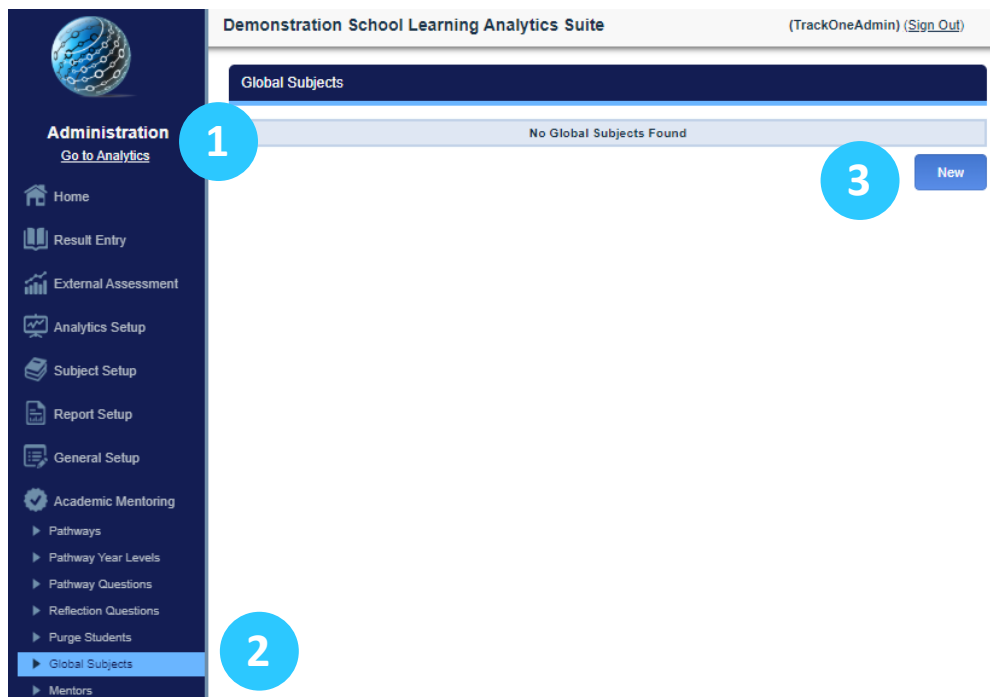 Demonstration School Learning Analytics Suite
(TrackOneAdmin) (Sign Out)
Global Subjects
Administration
1
Go to Analytics
No Global Subjects Found
3
New
Home
Result Entry
External Assessment
Analytics Setup
Subject Setup
Report Setup
General Setup
Academic Mentoring
Pathways
Pathway Year Levels
Pathway Questions
Reflection Questions
Purge Students
Global Subjects
2
Mentors